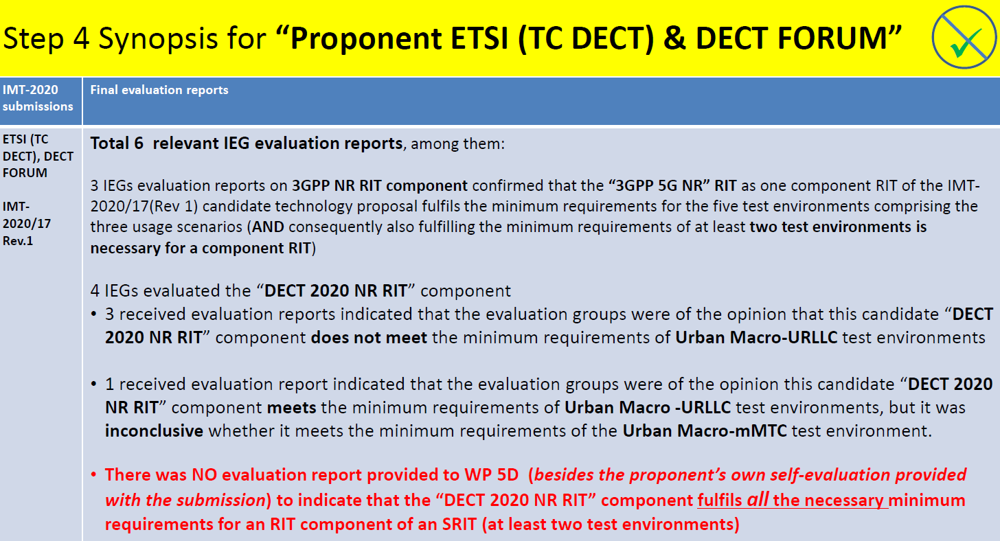 Step 4 Synopsis for “Proponent ETSI (TC DECT) & DECT FORUM”
IMT-2020
submissions
Final evaluation reports
ETSI (TC
DECT), DECT
FORUM
IMT-
2020/17
Rev.1
Total 6 relevant IEG evaluation reports, among them:
3 IEGs evaluation reports on 3GPP NR RIT component confirmed that the “3GPP 5G NR” RIT as one component RIT of the IMT-
2020/17(Rev 1) candidate technology proposal fulfils the minimum requirements for the five test environments comprising the
three usage scenarios (AND consequently also fulfilling the minimum requirements of at least two test environments is
necessary for a component RIT)
4 IEGs evaluated the “DECT 2020 NR RIT” component
• 3 received evaluation reports indicated that the evaluation groups were of the opinion that this candidate “DECT
2020 NR RIT” component does not meet the minimum requirements of Urban Macro-URLLC test environments
• 1 received evaluation report indicated that the evaluation groups were of the opinion this candidate “DECT 2020
NR RIT” component meets the minimum requirements of Urban Macro -URLLC test environments, but it was
inconclusive whether it meets the minimum requirements of the Urban Macro-mMTC test environment.
• There was NO evaluation report provided to WP 5D (besides the proponent’s own self-evaluation provided
with the submission) to indicate that the “DECT 2020 NR RIT” component fulfils all the necessary minimum
requirements for an RIT component of an SRIT (at least two test environments)